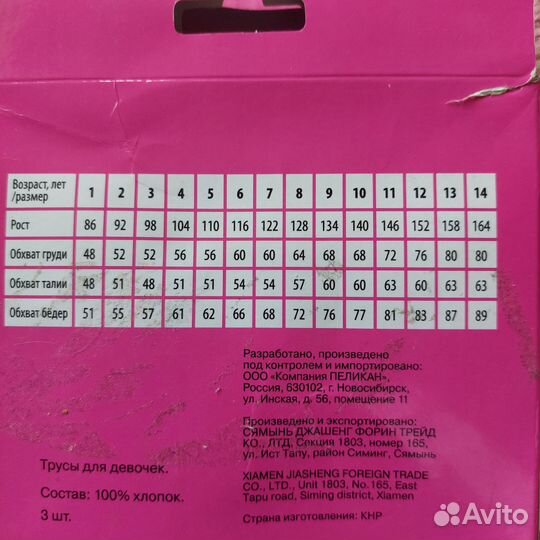 Возраст, лет /размер 1 2 3 4 5 6 7 8 9 10 11 12 13 14
Рост 86 92 98 104 110 116 122 128 134 140 146 152 158 164
Обхват груди 48 52 52 56 56 60 60 64 68 68 72 76 80 80
Обхват талии 48 51 48 51 51 54 54 57 60 60 60 63 63 63
Обхват бёдер 51 55 57 61 62 66 68 72 76 77 81 83 87 89
Разработано, произведено
под контролем и импортировано:
ООО «Компания ПЕЛИКАН»,
Россия, 630102, г. Новосибирск,
ул. Инская, д. 56, помещение 11
Произведено и экспортировано:
СЯМЫНЬ ДЖАШЕНГ ФОРИН ТРЕЙД
КО., ЛТД, Секция 1803, номер 165,
ул. Ист Тапу, район Симинг, Сямынь
XIAMEN JIASHENG FOREIGN TRADE
CO., LTD., Unit 1803, No.165, East
Tapu road, Siming district, Xiamen
Страна изготовления: КНР
Трусы для девочек.
Состав: 100% хлопок.
3 шт.
Avito